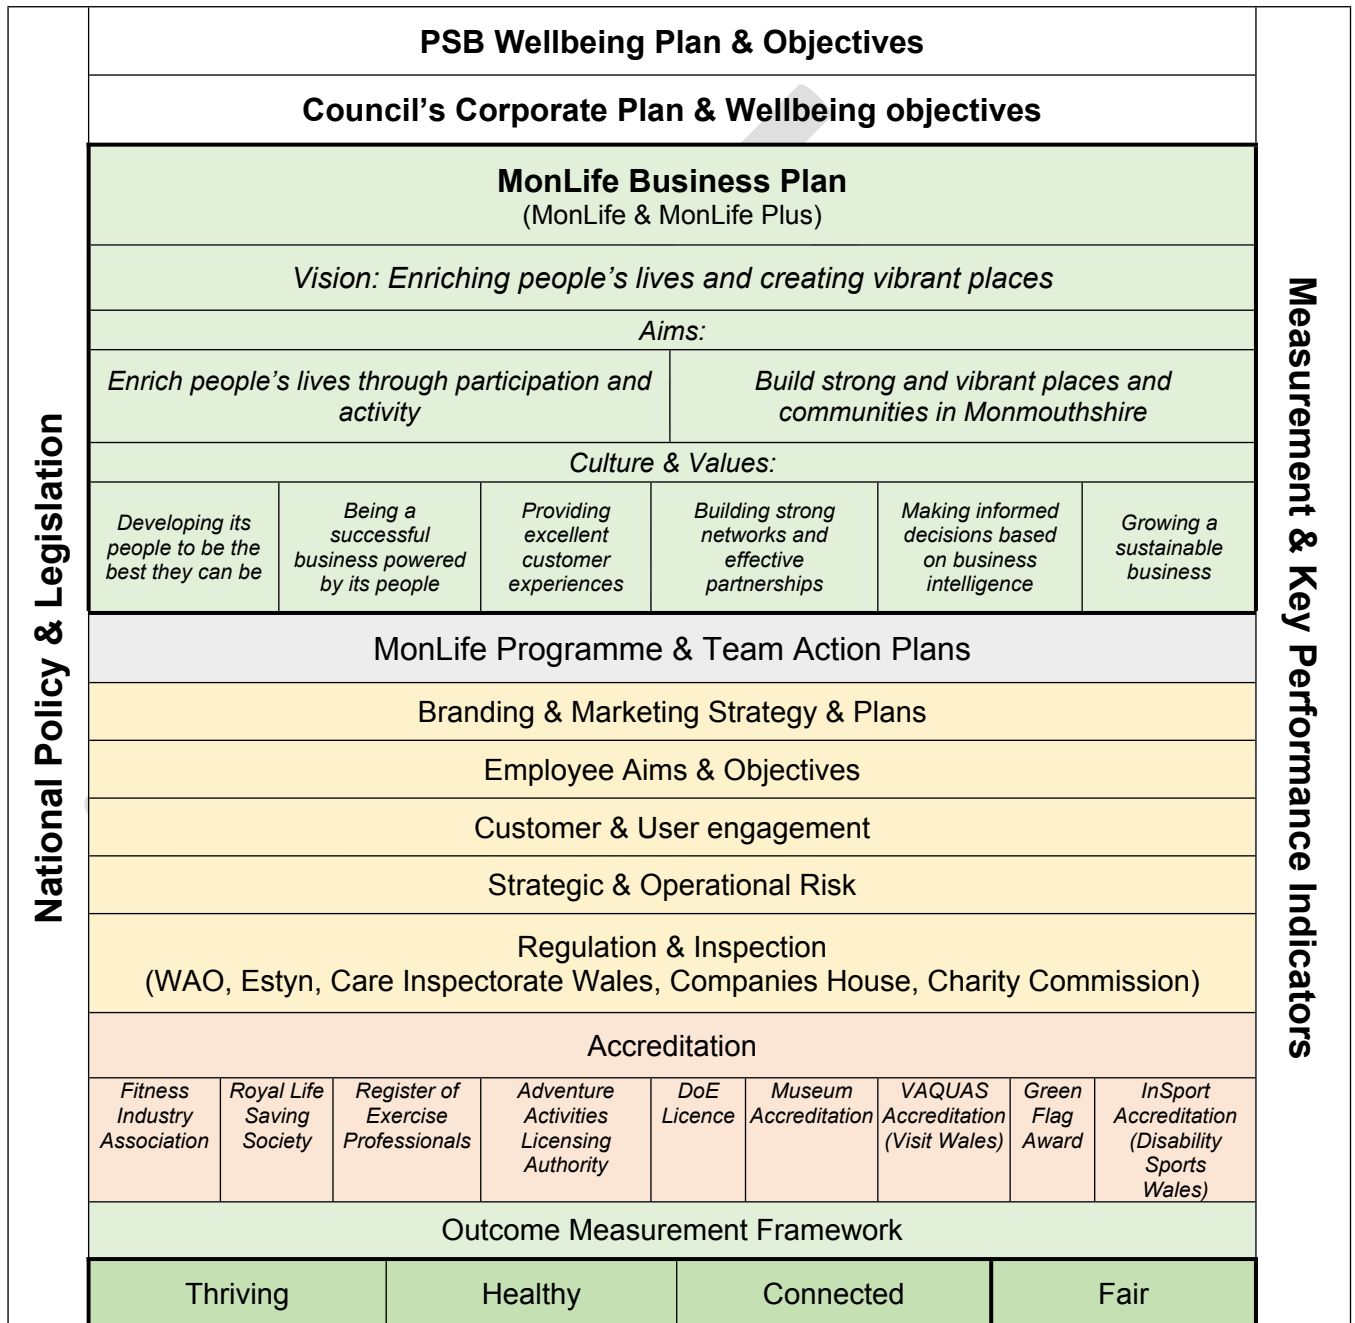 National Policy & Legislation
PSB Wellbeing Plan & Objectives
Council's Corporate Plan & Wellbeing objectives
MonLife Business Plan
(MonLife & MonLife Plus)
Vision: Enriching people's lives and creating vibrant places
Aims:
Enrich people's lives through participation and
activity
Build strong and vibrant places and
communities in Monmouthshire
Culture & Values:
Developing its
people to be the
best they can be
Being a
successful
business powered
by its people
Providing
excellent
customer
experiences
Building strong
networks and
effective
partnerships
Making informed
decisions based
on business
intelligence
Growing a
sustainable
business
MonLife Programme & Team Action Plans
Branding & Marketing Strategy & Plans
Employee Aims & Objectives
Customer & User engagement
Strategic & Operational Risk
Regulation & Inspection
(WAO, Estyn, Care Inspectorate Wales, Companies House, Charity Commission)
Accreditation
Fitness
Industry
Association
Royal Life
Saving
Society
Register of
Exercise
Professionals
Adventure
Activities
Licensing
Authority
DoE
Licence
Museum
Accreditation
VAQUAS
Accreditation
(Visit Wales)
Green
Flag
Award
InSport
Accreditation
(Disability
Sports
Wales)
Outcome Measurement Framework
Thriving
Healthy
Connected
Fair
Measurement & Key Performance Indicators